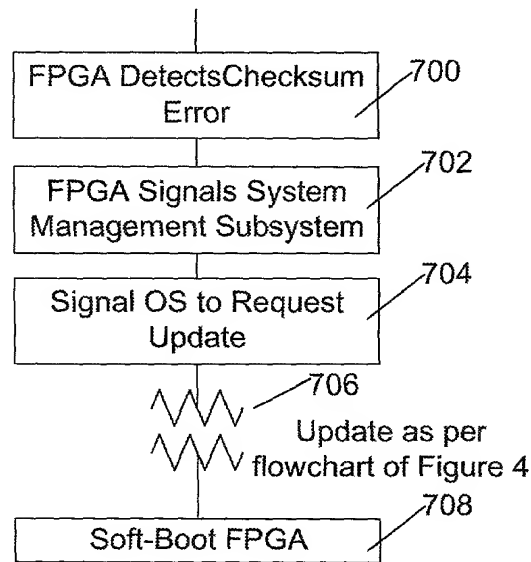 FPGA DetectsChecksum
Error
700
FPGA Signals System
Management Subsystem
702
Signal OS to Request
Update
704
706
Update as per
flowchart of Figure 4
Soft-Boot FPGA
708